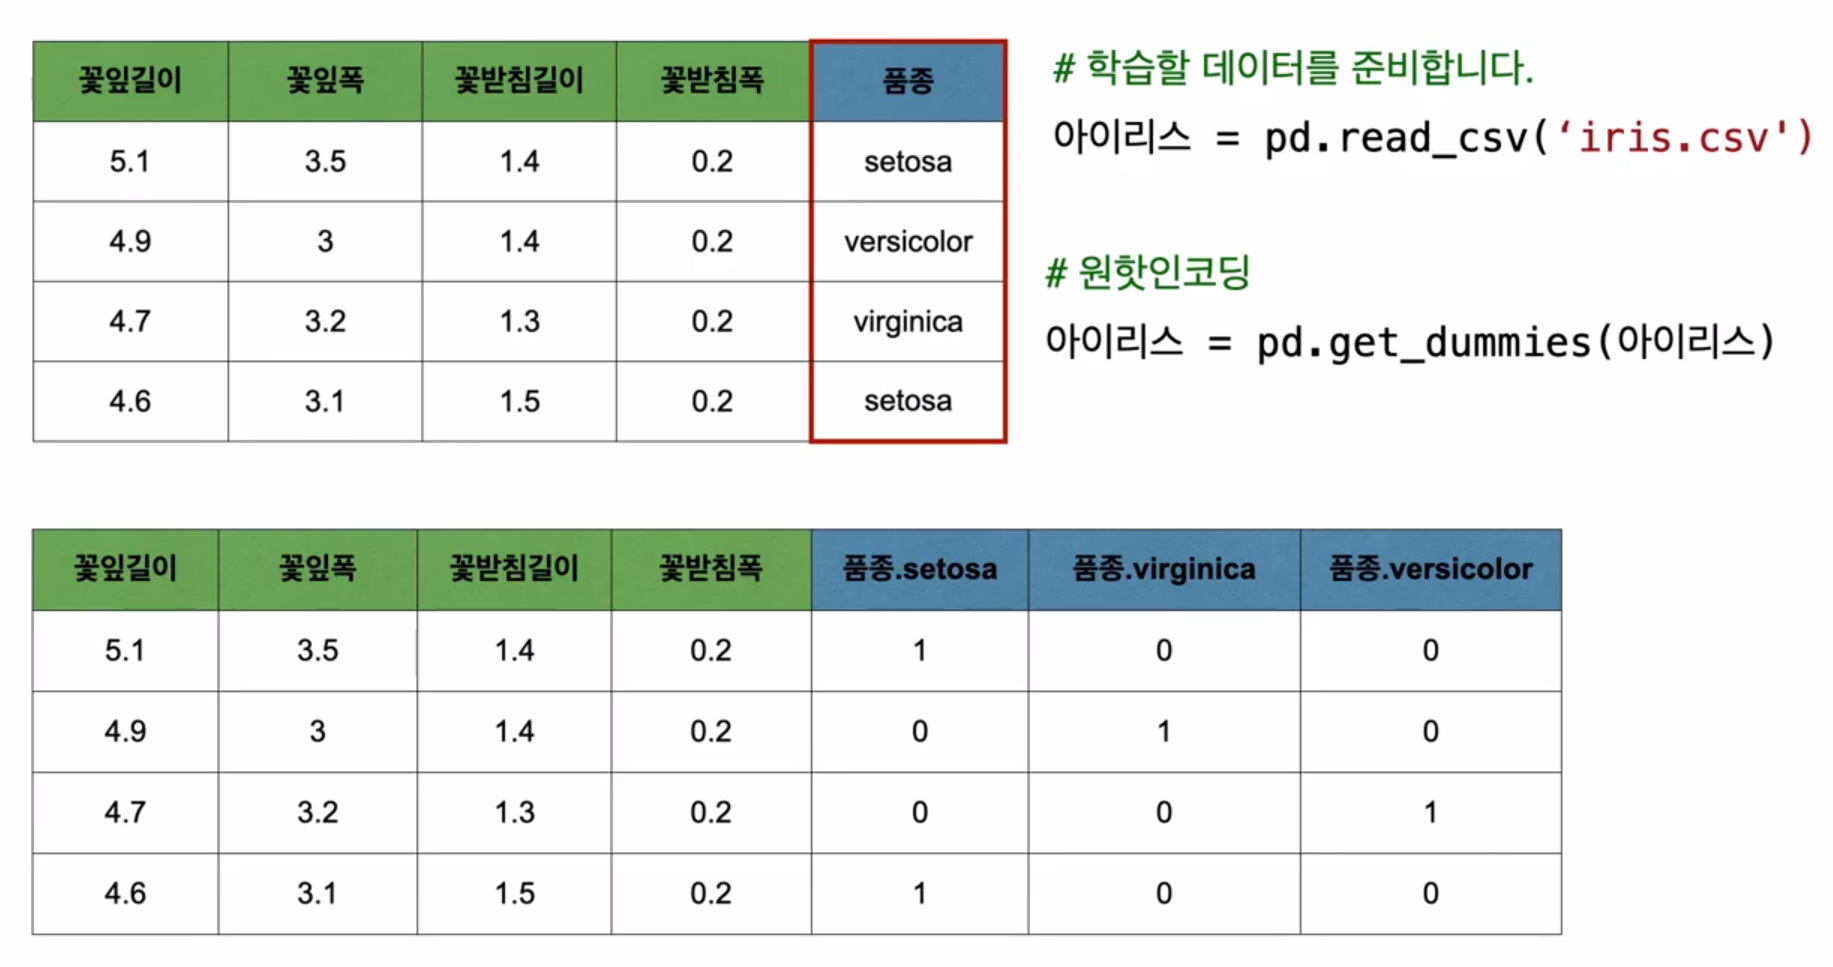 꽃잎길이 꽃잎폭 꽃받침길이 꽃받침폭 품종
5.1 3.5 1.4 0.2 setosa
4.9 3 1.4 0.2 versicolor
4.7 3.2 1.3 0.2 virginica
4.6 3.1 1.5 0.2 setosa
# 학습할 데이터를 준비합니다.
아이리스 = pd.read_csv(‘iris.csv')
# 원핫인코딩
아이리스 = pd.get_dummies(아이리스)
꽃잎길이 꽃잎폭 꽃받침길이 꽃받침폭 품종.setosa 품종.virginica 품종.versicolor
5.1 3.5 1.4 0.2 1 0 0
4.9 3 1.4 0.2 0 1 0
4.7 3.2 1.3 0.2 0 0 1
4.6 3.1 1.5 0.2 1 0 0